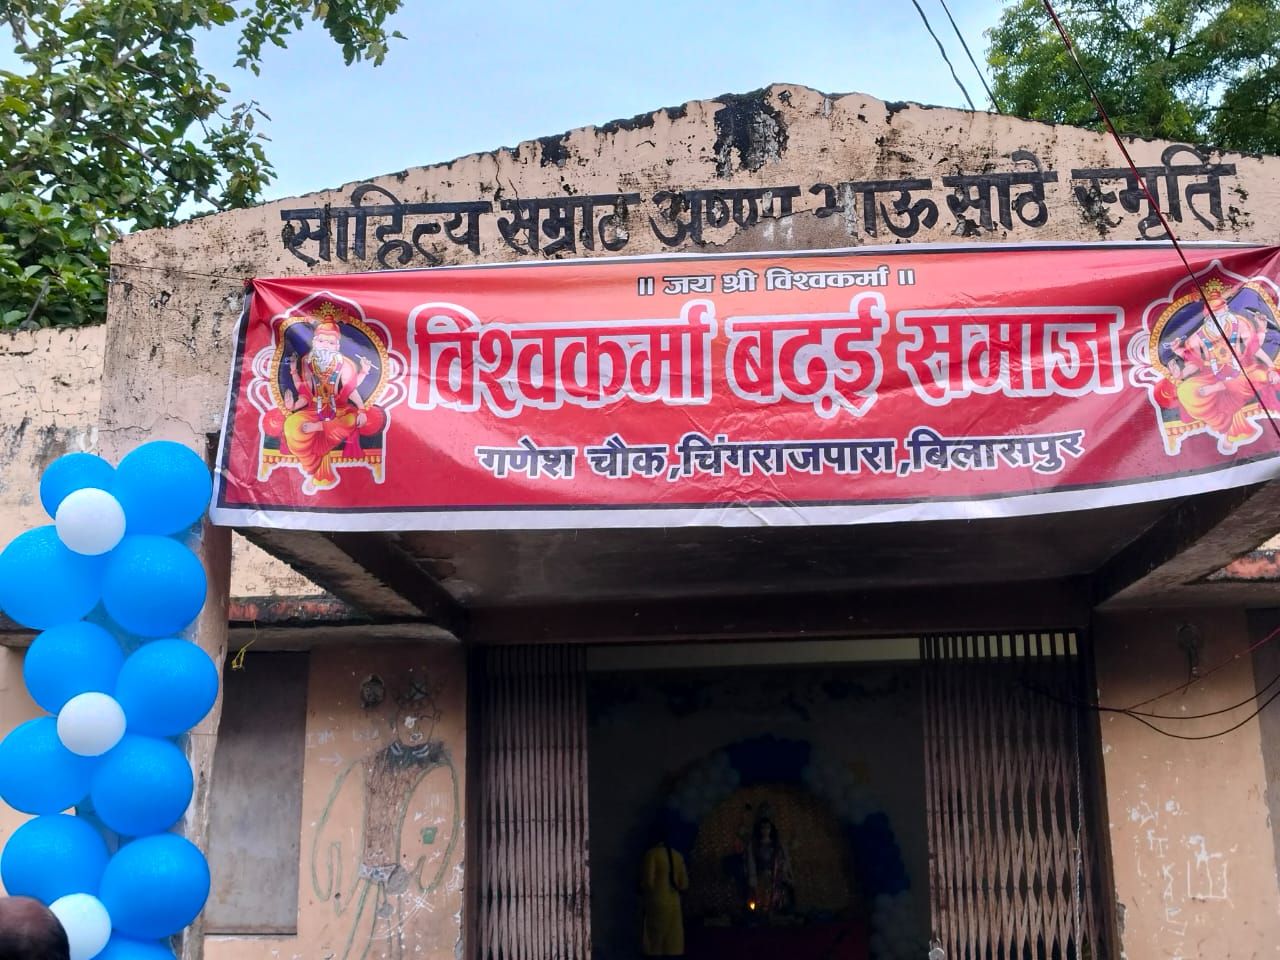 साहित्य सम्राट अण्णा भाऊ साठे स्मृति
|| जय श्री विश्वकर्मा ||
विश्वकर्मा बढ़ई समाज
गणेश चौक,चिंगराजपारा,बिलासपुर